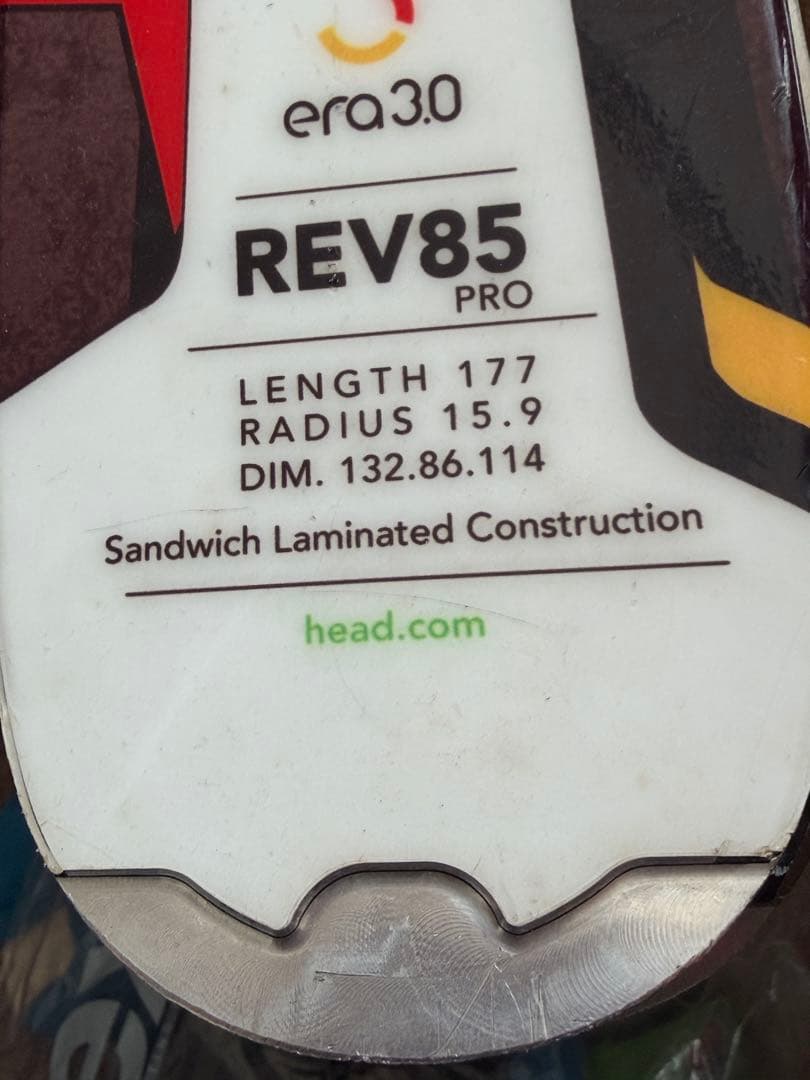 era3.0
REV85
PRO
LENGTH 177
RADIUS 15.9
DIM. 132.86.114
Sandwich Laminated Construction
head.com